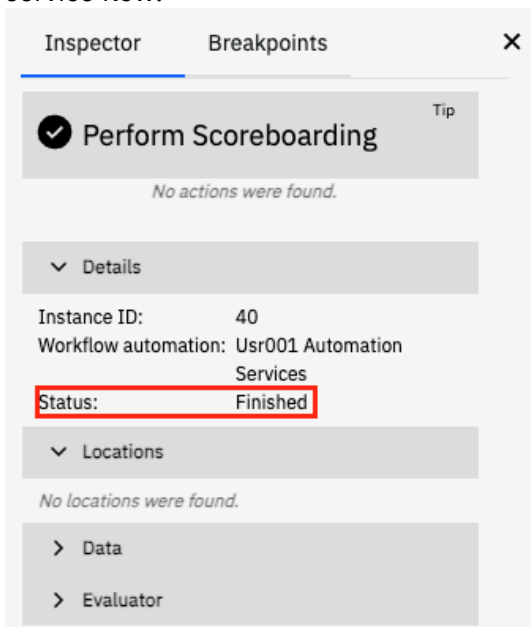 Inspector Breakpoints
Tip
Perform Scoreboarding
No actions were found.
Details
Instance ID: 40
Workflow automation: Usr001 Automation
Services
Status: Finished
Locations
No locations were found.
Data
Evaluator